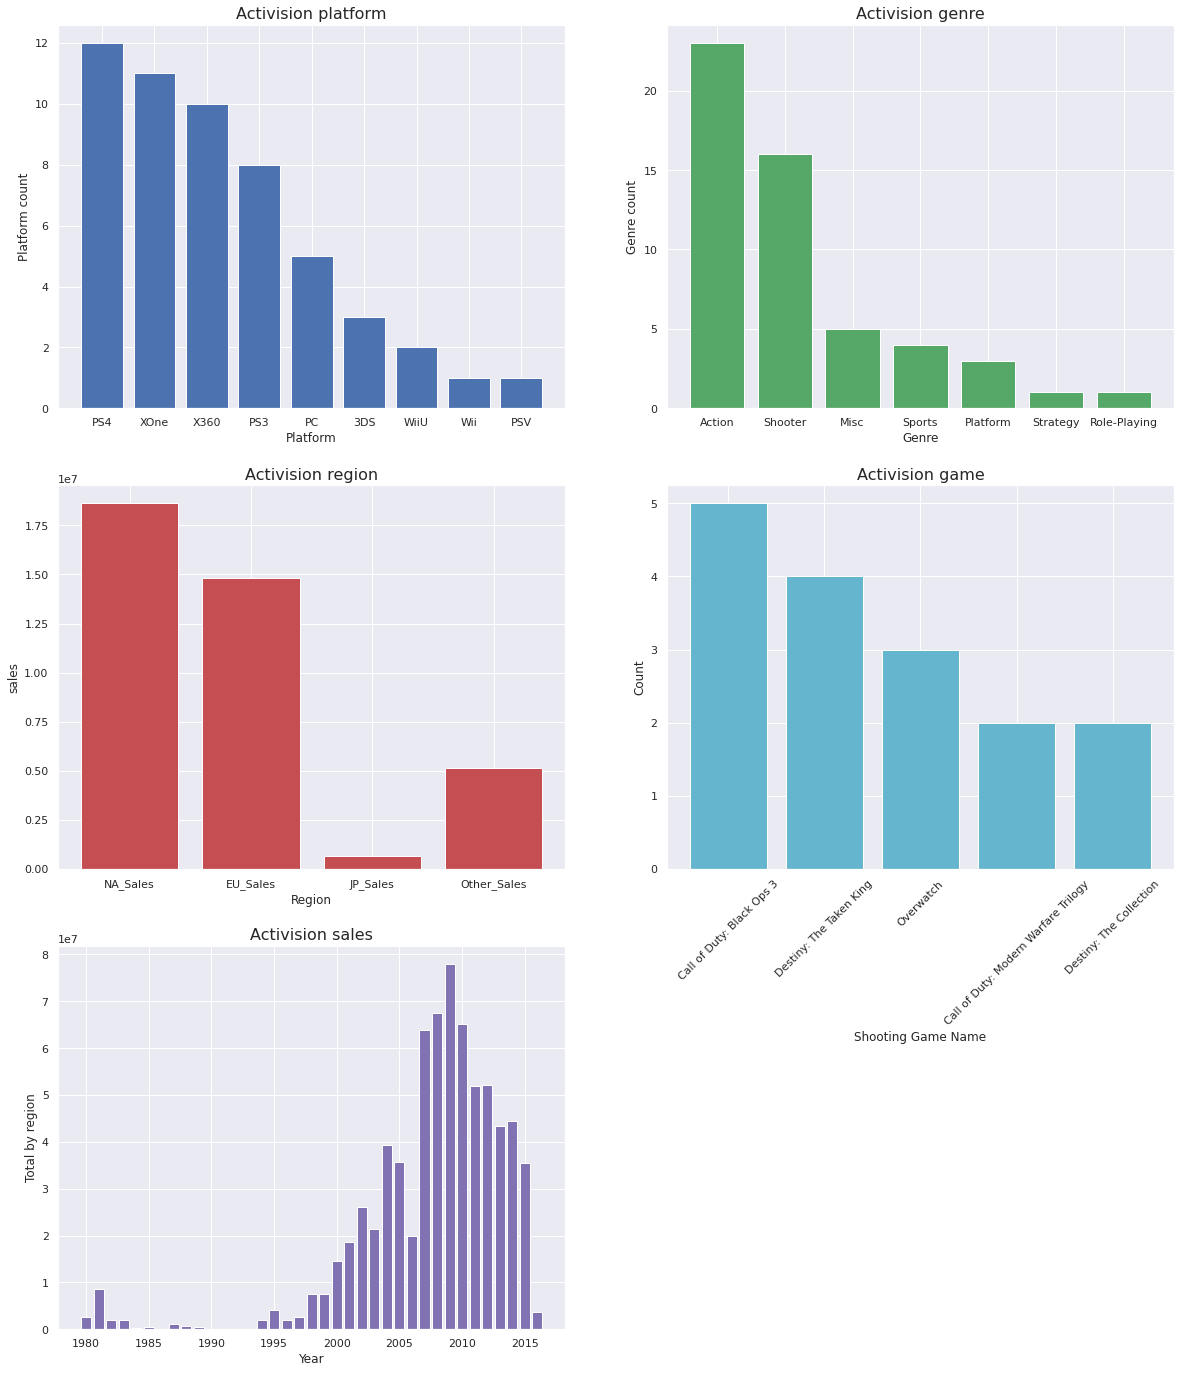 Activision platform
12
10
8
6
4
2
0
Platform count
PS4 XOne X360 PS3 PC 3DS WiiU Wii PSV
Platform
Activision genre
20
15
10
5
0
Genre count
Action Shooter Misc Sports Platform Strategy Role-Playing
Genre
Activision region
1e7
1.75
1.50
1.25
1.00
0.75
0.50
0.25
0.00
sales
NA_Sales EU_Sales JP_Sales Other_Sales
Region
Activision game
5
4
3
2
1
0
Count
Call of Duty: Black Ops 3
Destiny: The Taken King
Overwatch
Call of Duty: Modern Warfare Trilogy
Destiny: The Collection
Shooting Game Name
Activision sales
1e7
8
7
6
5
4
3
2
1
0
Total by region
1980 1985 1990 1995 2000 2005 2010 2015
Year